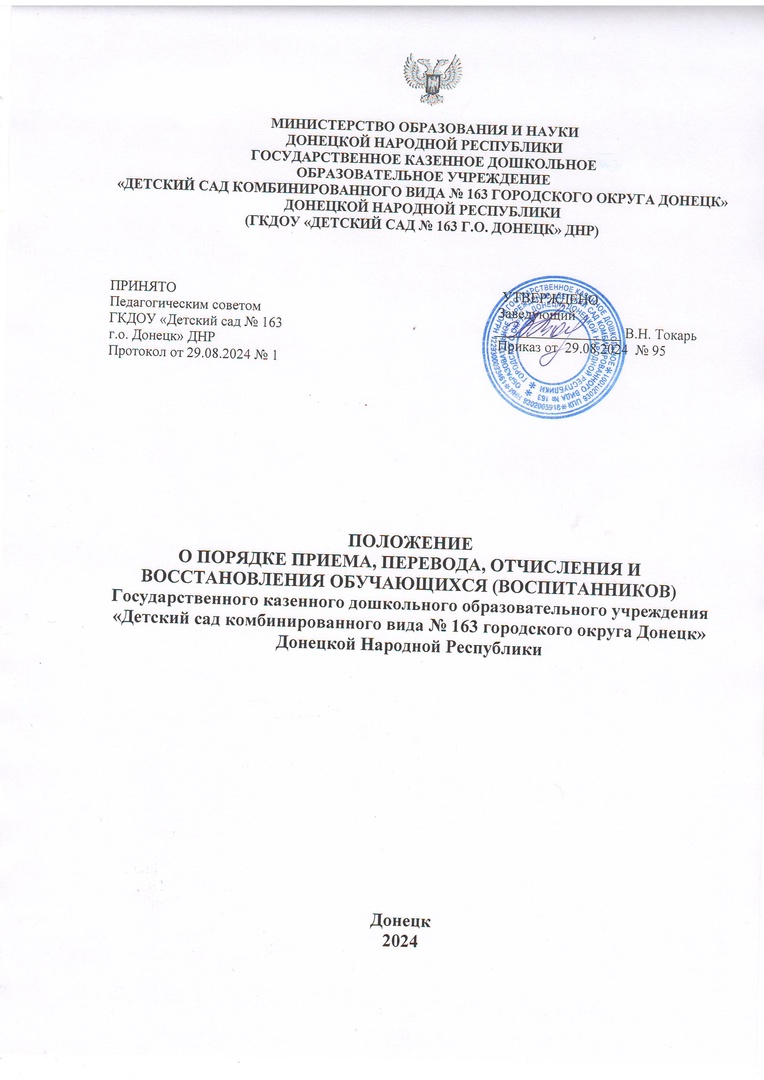 МИНИСТЕРСТВО ОБРАЗОВАНИЯ И НАУКИ
ДОНЕЦКОЙ НАРОДНОЙ РЕСПУБЛИКИ
ГОСУДАРСТВЕННОЕ КАЗЕННОЕ ДОШКОЛЬНОЕ
ОБРАЗОВАТЕЛЬНОЕ УЧРЕЖДЕНИЕ
«ДЕТСКИЙ САД КОМБИНИРОВАННОГО ВИДА № 163 ГОРОДСКОГО ОКРУГА ДОНЕЦК»
ДОНЕЦКОЙ НАРОДНОЙ РЕСПУБЛИКИ
(ГКДОУ «ДЕТСКИЙ САД № 163 Г.О. ДОНЕЦК» ДНР)
ПРИНЯТО
Педагогическим советом
ГКДОУ «Детский сад № 163
г.о. Донецк» ДНР
Протокол от 29.08.2024 № 1
УТВЕРЖДЕНО
Заведующий
В.Н. Токарь
Приказ от 29.08.2024 № 95
ПОЛОЖЕНИЕ
О ПОРЯДКЕ ПРИЕМА, ПЕРЕВОДА, ОТЧИСЛЕНИЯ И
ВОССТАНОВЛЕНИЯ ОБУЧАЮЩИХСЯ (ВОСПИТАННИКОВ)
Государственного казенного дошкольного образовательного учреждения
«Детский сад комбинированного вида № 163 городского округа Донецк»
Донецкой Народной Республики
Донецк
2024